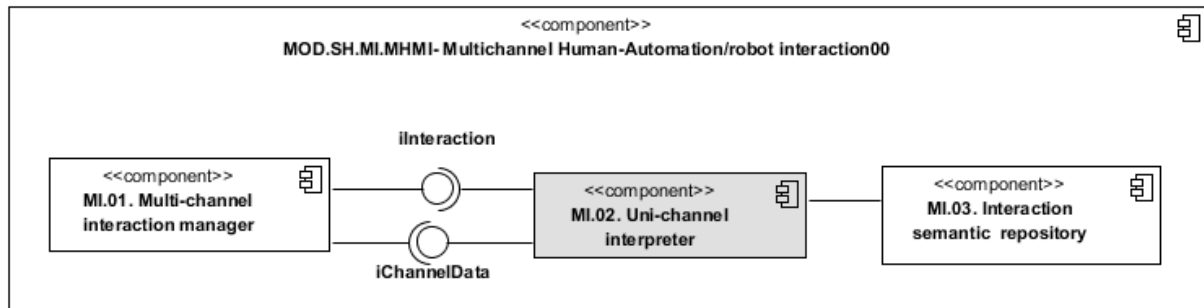 <<component>>
MOD.SH.MI.MHMI- Multichannel Human-Automation/robot interaction00
iInteraction
<<component>>
MI.01. Multi-channel
interaction manager
<<component>>
MI.02. Uni-channel
interpreter
<<component>>
MI.03. Interaction
semantic repository
iChannelData